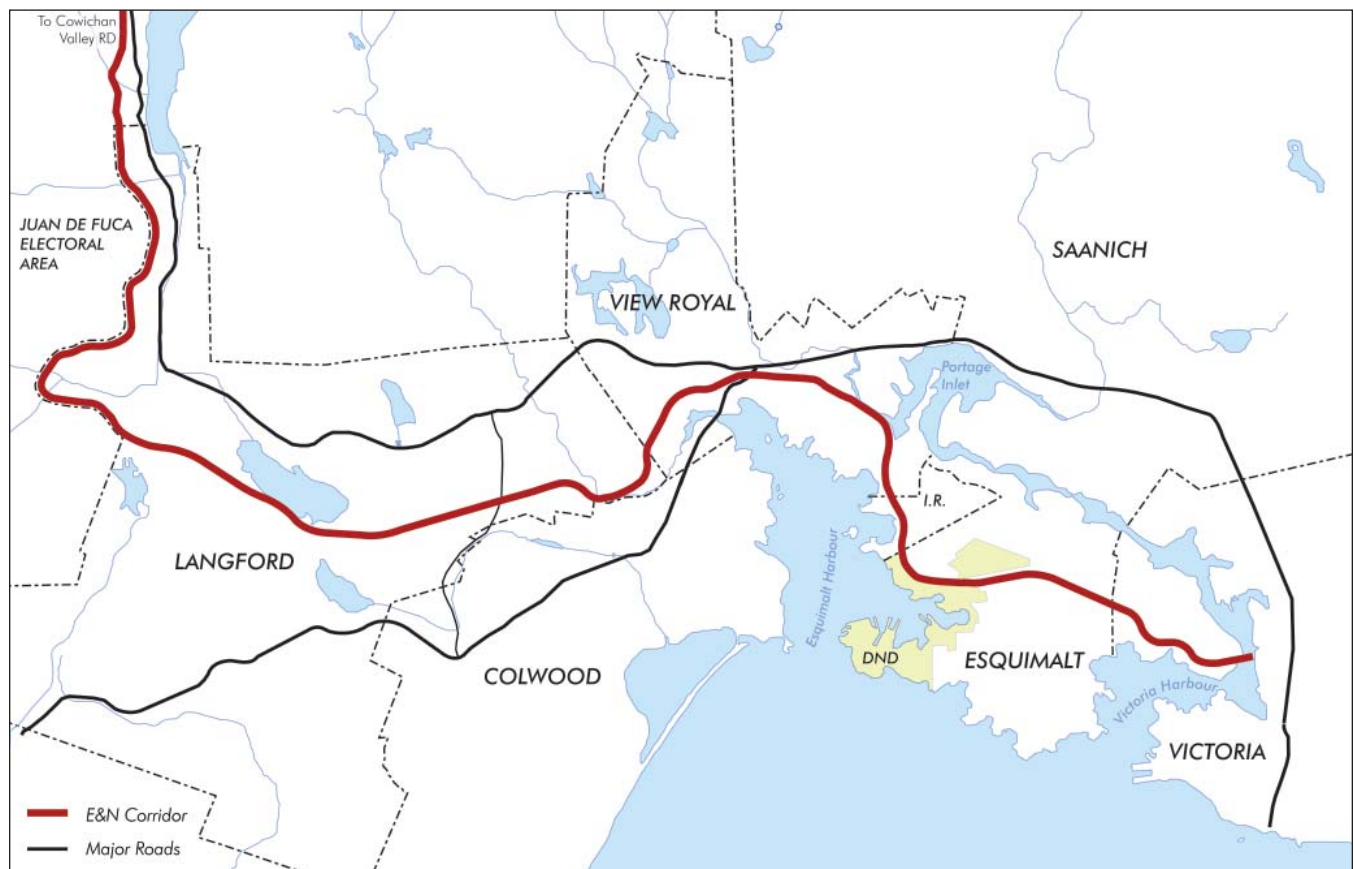 To Cowichan
Valley RD
JUAN DE FUCA
ELECTORAL
AREA
SAANICH
VIEW ROYAL
Portage
Inlet
I.R.
LANGFORD
Esquimalt Harbour
DND
ESQUIMALT
COLWOOD
Victoria Harbour
VICTORIA
E&N Corridor
Major Roads